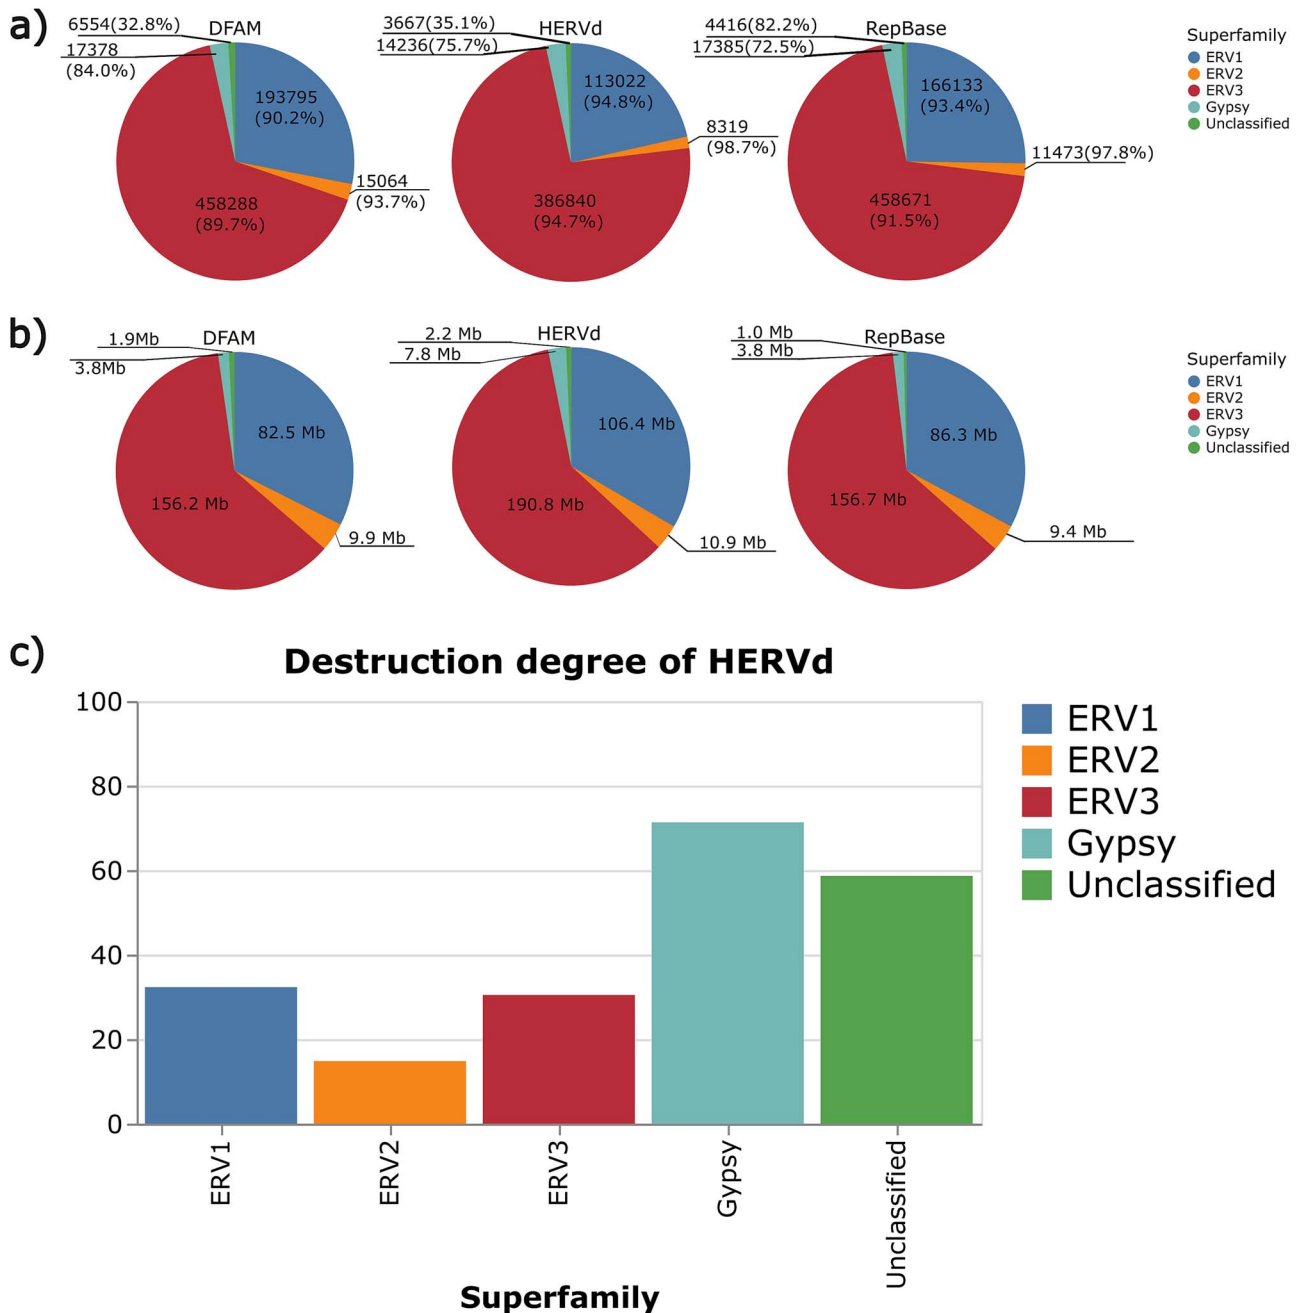 a)
DFAM
6554(32.8%)
17378
(84.0%)
193795
(90.2%)
15064
(93.7%)
458288
(89.7%)
HERVd
3667(35.1%)
14236(75.7%)
113022
(94.8%)
8319
(98.7%)
386840
(94.7%)
RepBase
4416(82.2%)
17385(72.5%)
166133
(93.4%)
11473(97.8%)
458671
(91.5%)
Superfamily
ERV1
ERV2
ERV3
Gypsy
Unclassified
b)
DFAM
1.9Mb
3.8Mb
82.5 Mb
156.2 Mb
9.9 Mb
HERVd
2.2 Mb
7.8 Mb
106.4 Mb
190.8 Mb
10.9 Mb
RepBase
1.0 Mb
3.8 Mb
86.3 Mb
156.7 Mb
9.4 Mb
Superfamily
ERV1
ERV2
ERV3
Gypsy
Unclassified
c)
Destruction degree of HERVd
100
80
60
40
20
0
ERV1
ERV2
ERV3
Gypsy
Unclassified
Superfamily
ERV1
ERV2
ERV3
Gypsy
Unclassified